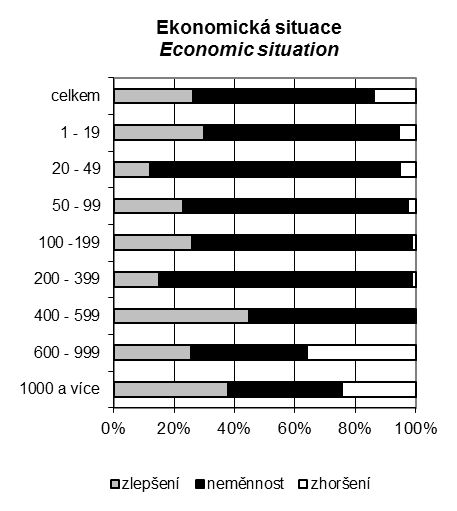 Ekonomická situace
Economic situation
celkem
1 - 19
20 - 49
50 - 99
100 -199
200 - 399
400 - 599
600 - 999
1000 a více
0% 20% 40% 60% 80% 100%
zlepšení neměnnost zhoršení